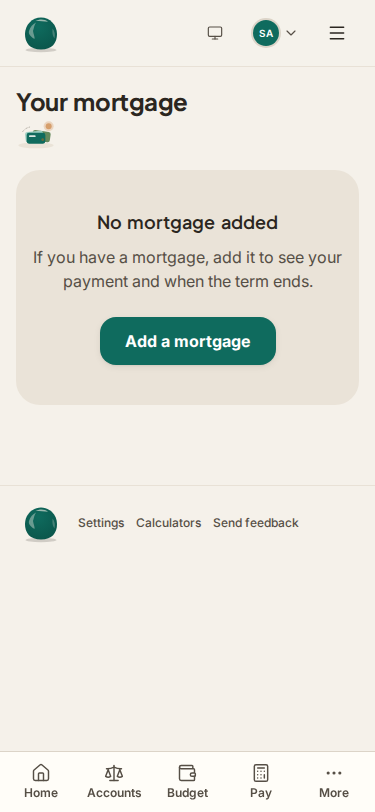 SA
Your mortgage
No mortgage added
If you have a mortgage, add it to see your
payment and when the term ends.
Add a mortgage
Settings Calculators Send feedback
Home Accounts Budget Pay More